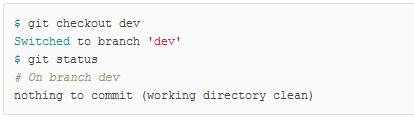 $ git checkout dev
Switched to branch 'dev'
$ git status
# On branch dev
nothing to commit (working directory clean)